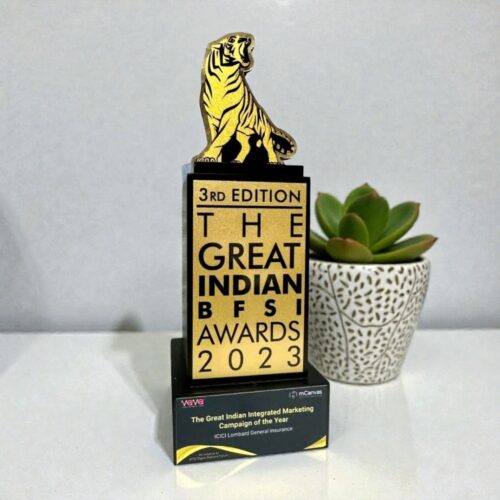 3RD EDITION
THE
GREAT
INDIAN
BFSI
AWARDS
2023
VeVe
mCanvas
The Great Indian Integrated Marketing
Campaign of the Year
ICICI Lombard General Insurance